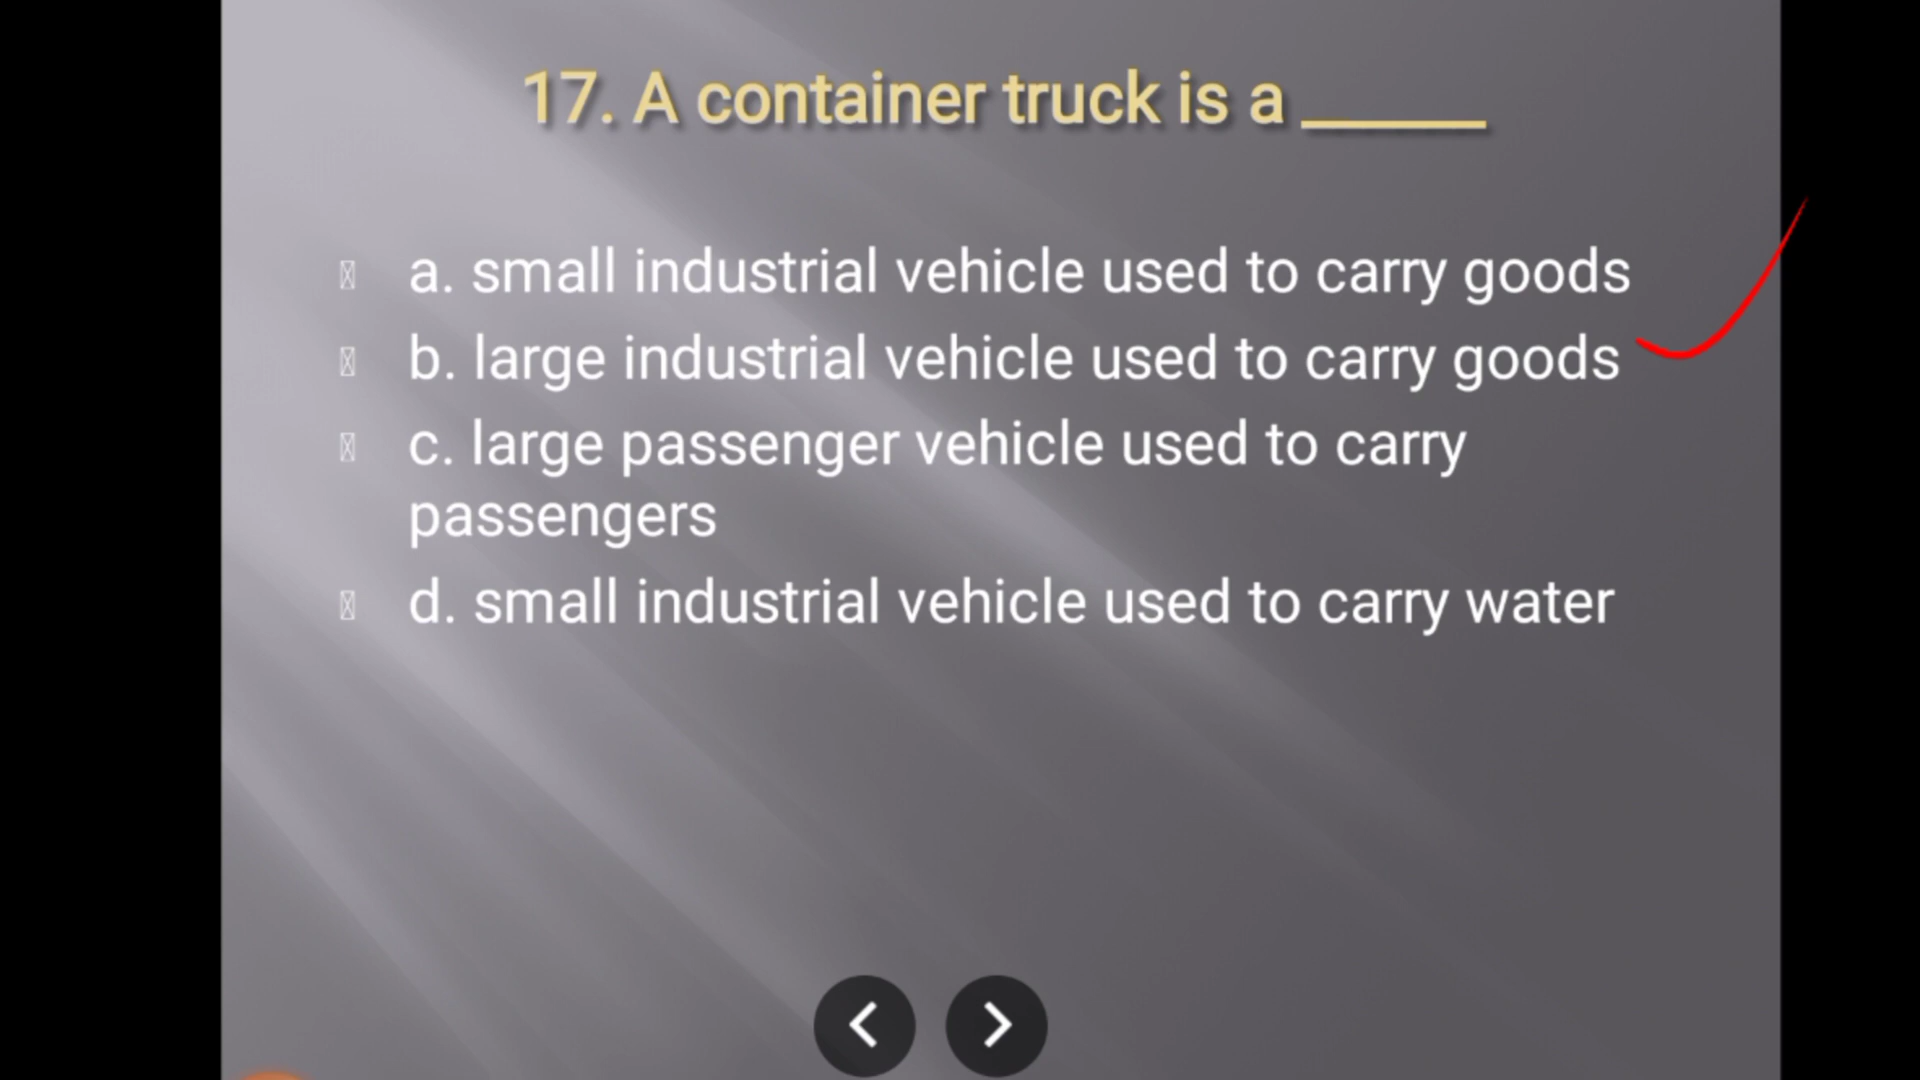 17. A container truck is a ______
a. small industrial vehicle used to carry goods
b. large industrial vehicle used to carry goods
c. large passenger vehicle used to carry
passengers
d. small industrial vehicle used to carry water